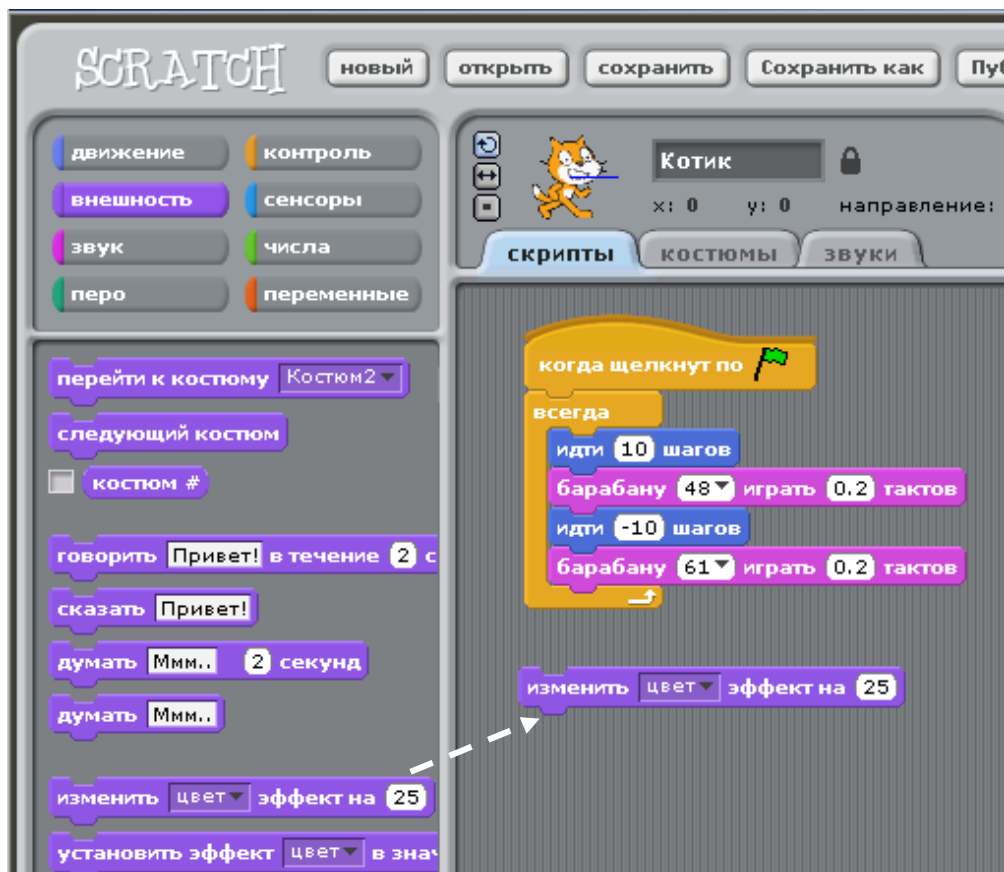 SCRATCH
новый
открыть
сохранить
Сохранить как
Пуб
движение
контроль
внешность
сенсоры
звук
числа
перо
переменные
Котик
x: 0 y: 0 направление:
скрипты
костюмы
звуки
перейти к костюму Костюм2
следующий костюм
костюм #
говорить Привет! в течение 2 с
сказать Привет!
думать Ммм.. 2 секунд
думать Ммм..
изменить цвет эффект на 25
установить эффект цвет в знач
когда щелкнут по
всегда
идти 10 шагов
барабану 48 играть 0.2 тактов
идти -10 шагов
барабану 61 играть 0.2 тактов
изменить цвет эффект на 25